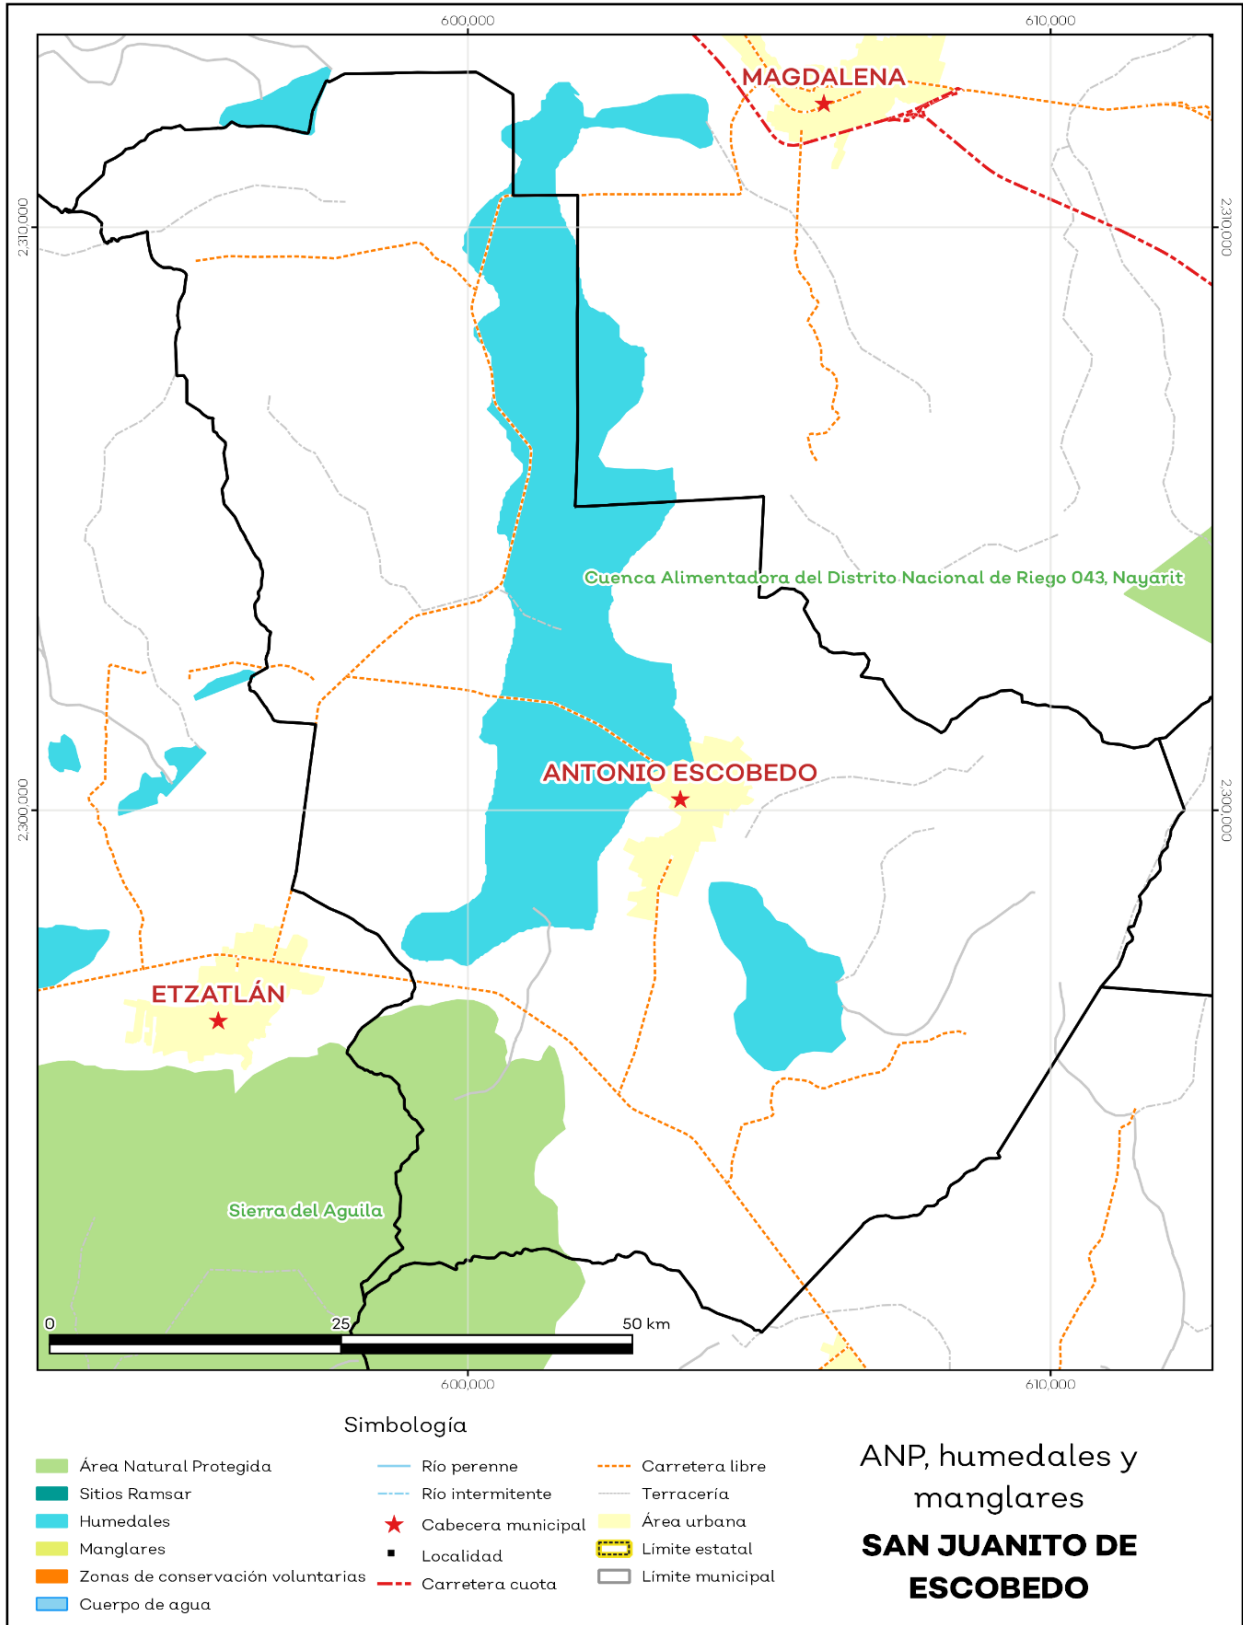 600,000
610,000
MAGDALENA
2,310,000
2,310,000
Cuenca Alimentadora del Distrito Nacional de Riego 043, Nayarit
ANTONIO ESCOBEDO
2,300,000
2,300,000
ETZATLÁN
Sierra del Aguila
0
25
50 km
600,000
610,000
Simbología
Área Natural Protegida
Sitios Ramsar
Humedales
Manglares
Zonas de conservación voluntarias
Cuerpo de agua
Río perenne
Río intermitente
Cabecera municipal
Localidad
Carretera cuota
Carretera libre
Terracería
Área urbana
Límite estatal
Límite municipal
ANP, humedales y
manglares
SAN JUANITO DE
ESCOBEDO